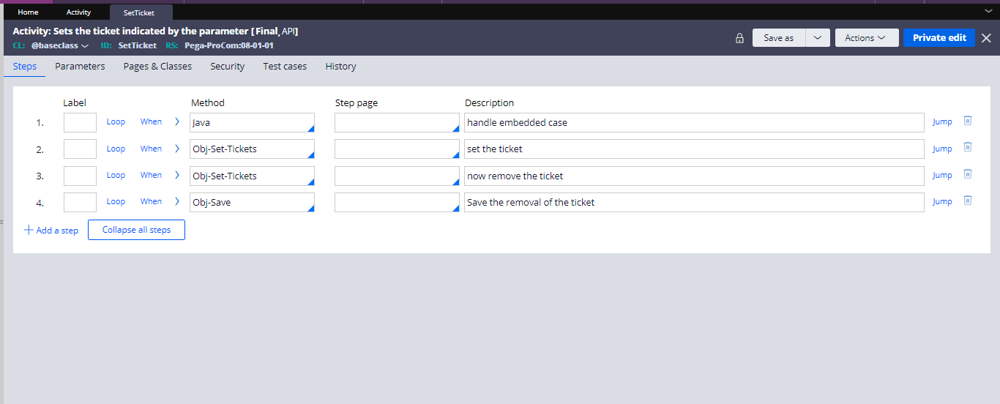 Home Activity SetTicket
Activity: Sets the ticket indicated by the parameter [Final, API]
CL: @baseclass ID: SetTicket RS: Pega-ProCom:08-01-01
Save as Actions Private edit
Steps Parameters Pages & Classes Security Test cases History
Label Method Step page Description
1. Loop When Java handle embedded case Jump
2. Loop When Obj-Set-Tickets set the ticket Jump
3. Loop When Obj-Set-Tickets now remove the ticket Jump
4. Loop When Obj-Save Save the removal of the ticket Jump
Add a step Collapse all steps